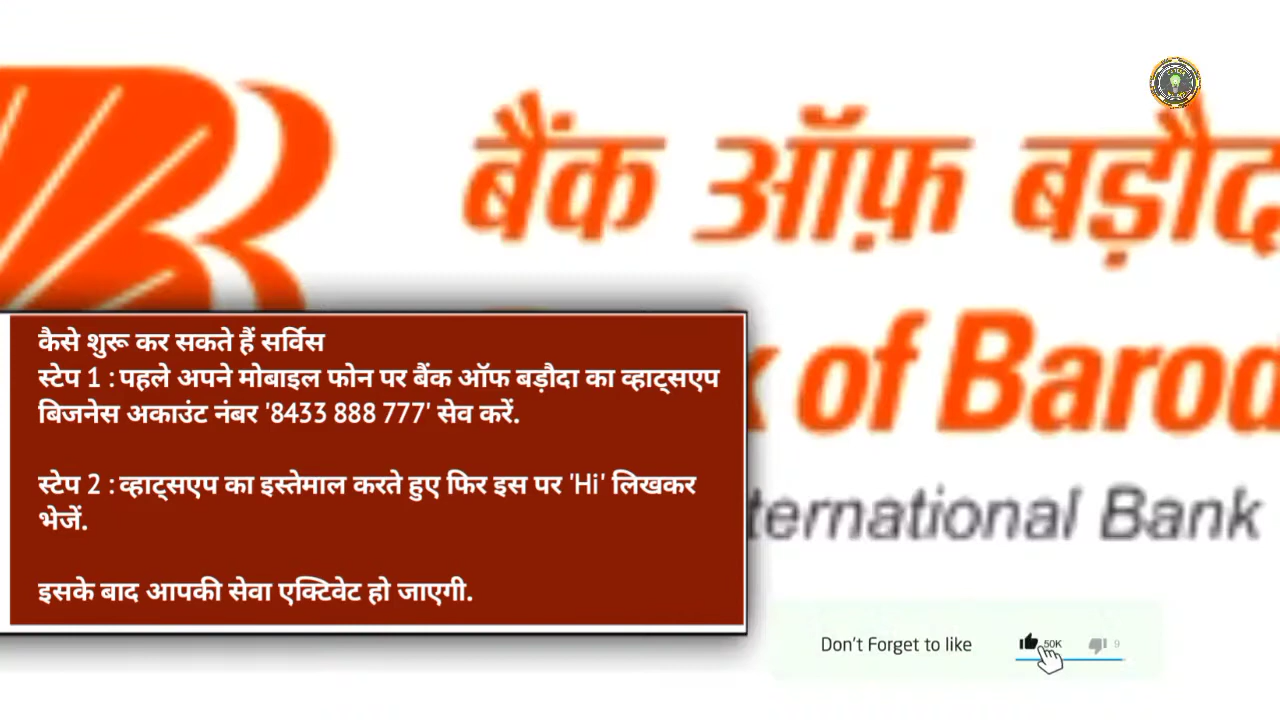 बैंक ऑफ़ बड़ौदा
of Barod
ternational Bank
कैसे शुरू कर सकते हैं सर्विस
स्टेप 1 : पहले अपने मोबाइल फोन पर बैंक ऑफ बड़ौदा का व्हाट्सएप
बिजनेस अकाउंट नंबर '8433 888 777' सेव करें.
स्टेप 2 : व्हाट्सएप का इस्तेमाल करते हुए फिर इस पर 'Hi' लिखकर
भेजें.
इसके बाद आपकी सेवा एक्टिवेट हो जाएगी.
Don't Forget to like 50K 9